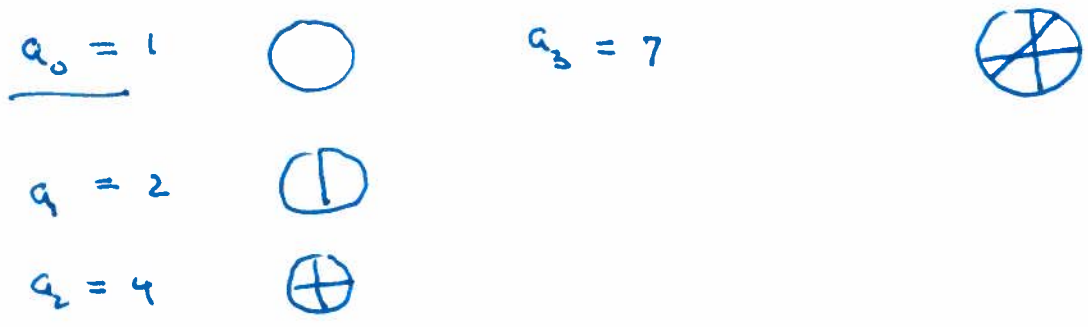 a₀ = 1
a₃ = 7
a₁ = 2
a₂ = 4